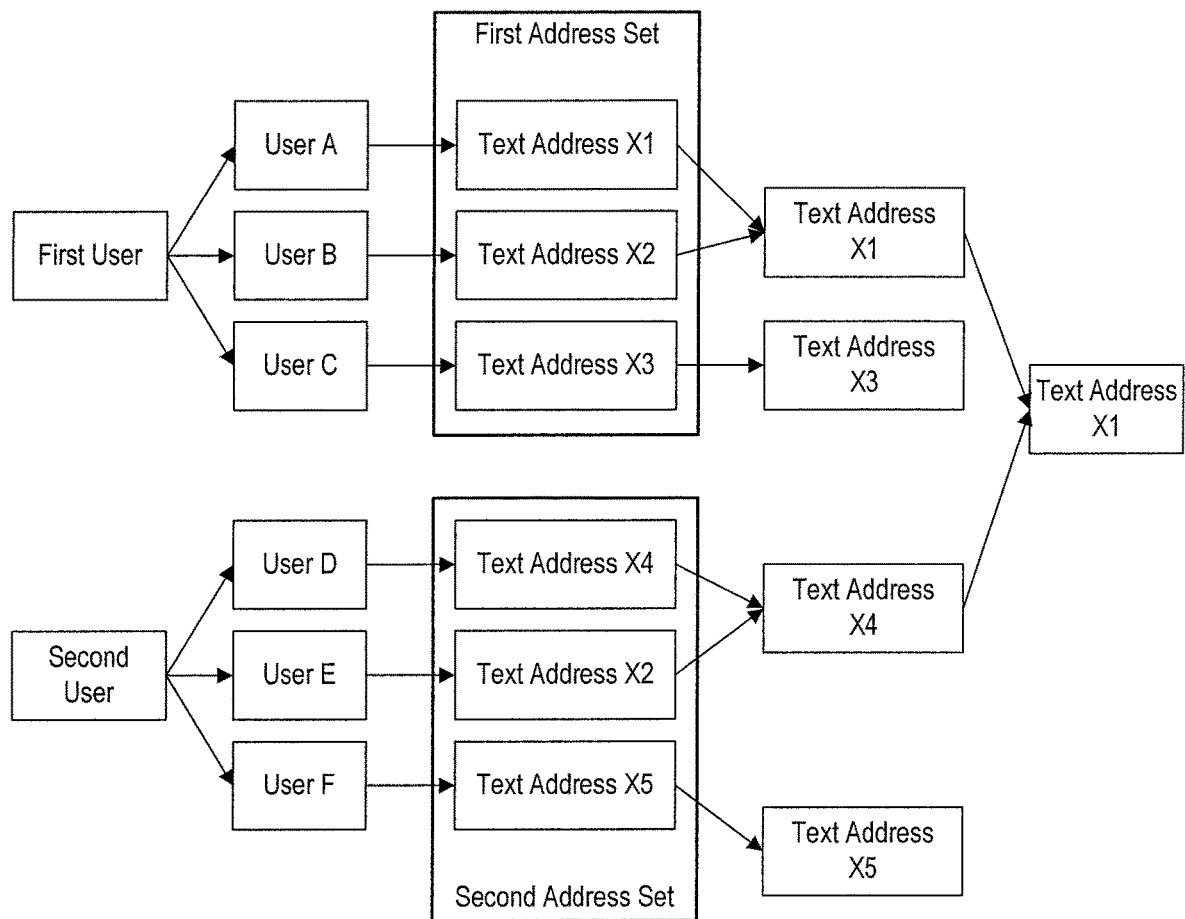 First Address Set
User A
Text Address X1
First User
User B
Text Address X2
User C
Text Address X3
Text Address
X1
Text Address
X3
Text Address
X1
Second
User
User D
Text Address X4
User E
Text Address X2
User F
Text Address X5
Text Address
X4
Text Address
X5
Second Address Set